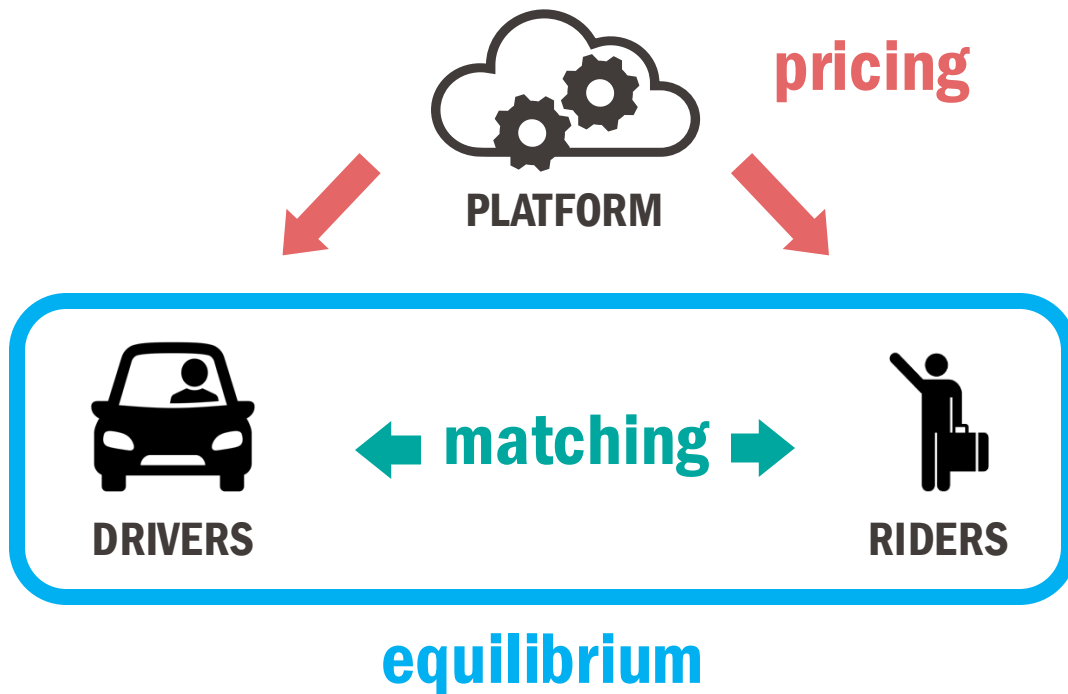 pricing
PLATFORM
matching
DRIVERS
RIDERS
equilibrium